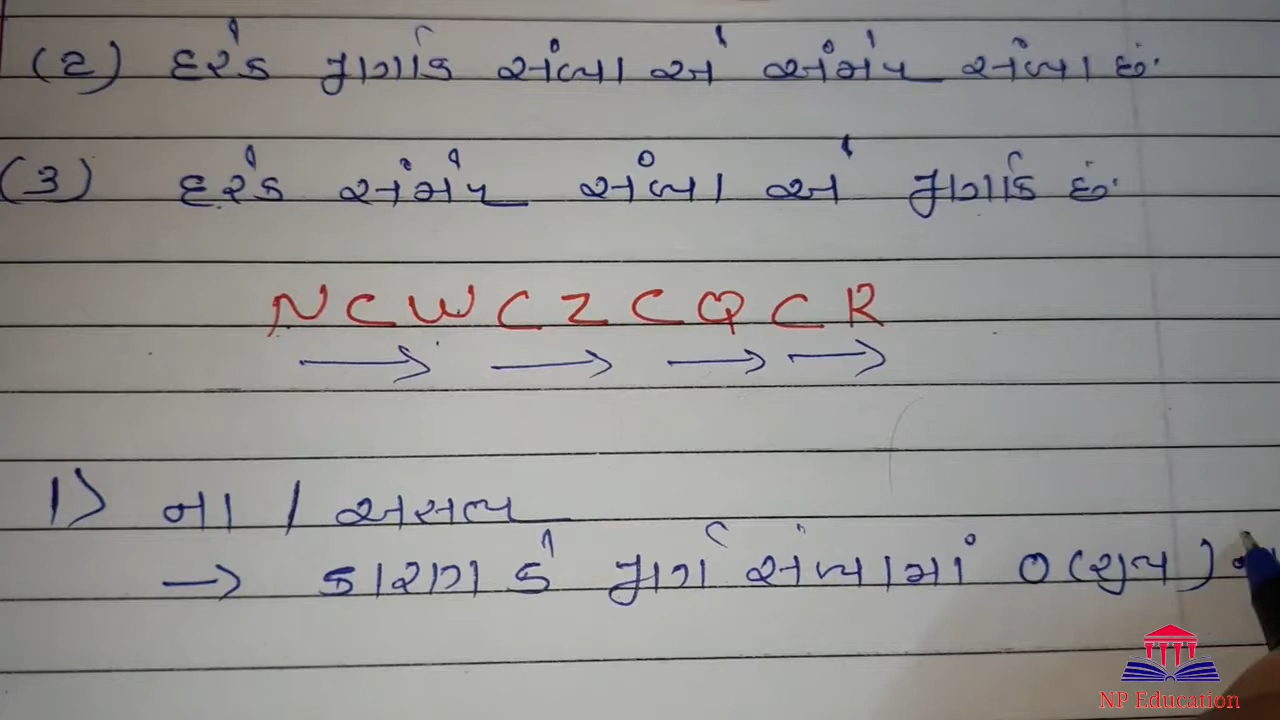 (2) દરેક પૂર્ણાંક સંખ્યા એ સંમેય સંખ્યા છે.
(3) દરેક સંમેય સંખ્યા એ પૂર્ણાંક છે.
N ⊂ W ⊂ Z ⊂ Q ⊂ R
→ → → →
1) ના / અસત્ય
→ કારણ કે પૂર્ણ સંખ્યામાં 0 (શુન્ય)
NP Education